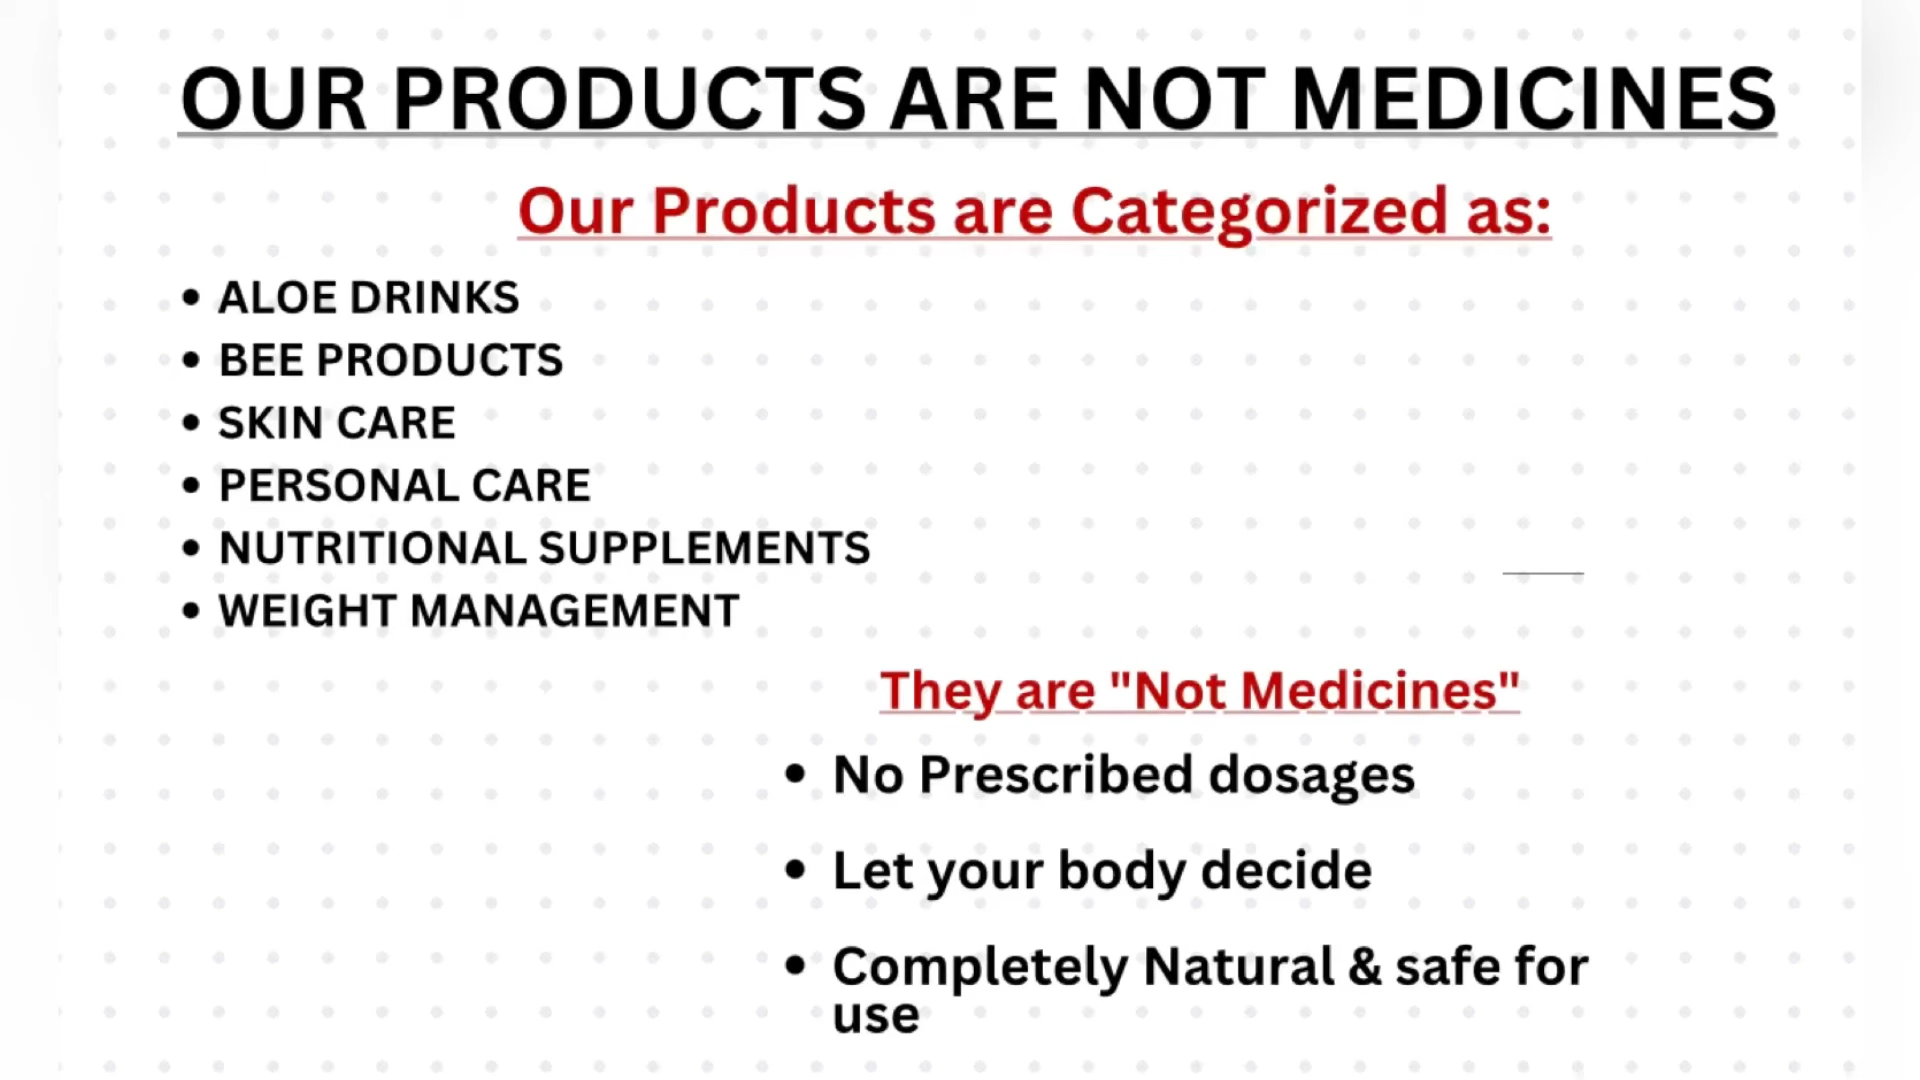 OUR PRODUCTS ARE NOT MEDICINES
Our Products are Categorized as:
• ALOE DRINKS
• BEE PRODUCTS
• SKIN CARE
• PERSONAL CARE
• NUTRITIONAL SUPPLEMENTS
• WEIGHT MANAGEMENT
They are "Not Medicines"
• No Prescribed dosages
• Let your body decide
• Completely Natural & safe for
use